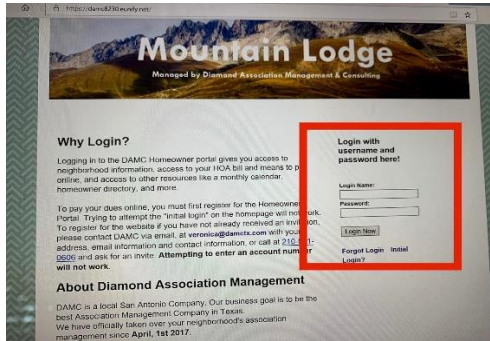 https://damc8230.eunify.net/
Mountain Lodge
Managed by Diamond Association Management & Consulting
Why Login?
Logging in to the DAMC Homeowner portal gives you access to
neighborhood information, access to your HOA bill and means to
online, and access to other resources like a monthly calendar,
homeowner directory, and more.
To pay your dues online, you must first register for the Homeowner
Portal. Trying to attempt the "initial login" on the homepage will not work.
To register for the website if you have not already received an
please contact DAMC via email, at veronica@damctx.com with your
address, email information and contact information, or call at 210
0606 and ask for an invite. Attempting to enter an account number
will not work.
About Diamond Association Management
DAMC is a local San Antonio Company. Our business goal is to be the
best Association Management Company in Texas.
We have officially taken over your neighborhood's association
management since April, 1st 2017.
Login with
username and
password here!
Login Name:
Password:
Login Now
Forgot Login Initial
Login?